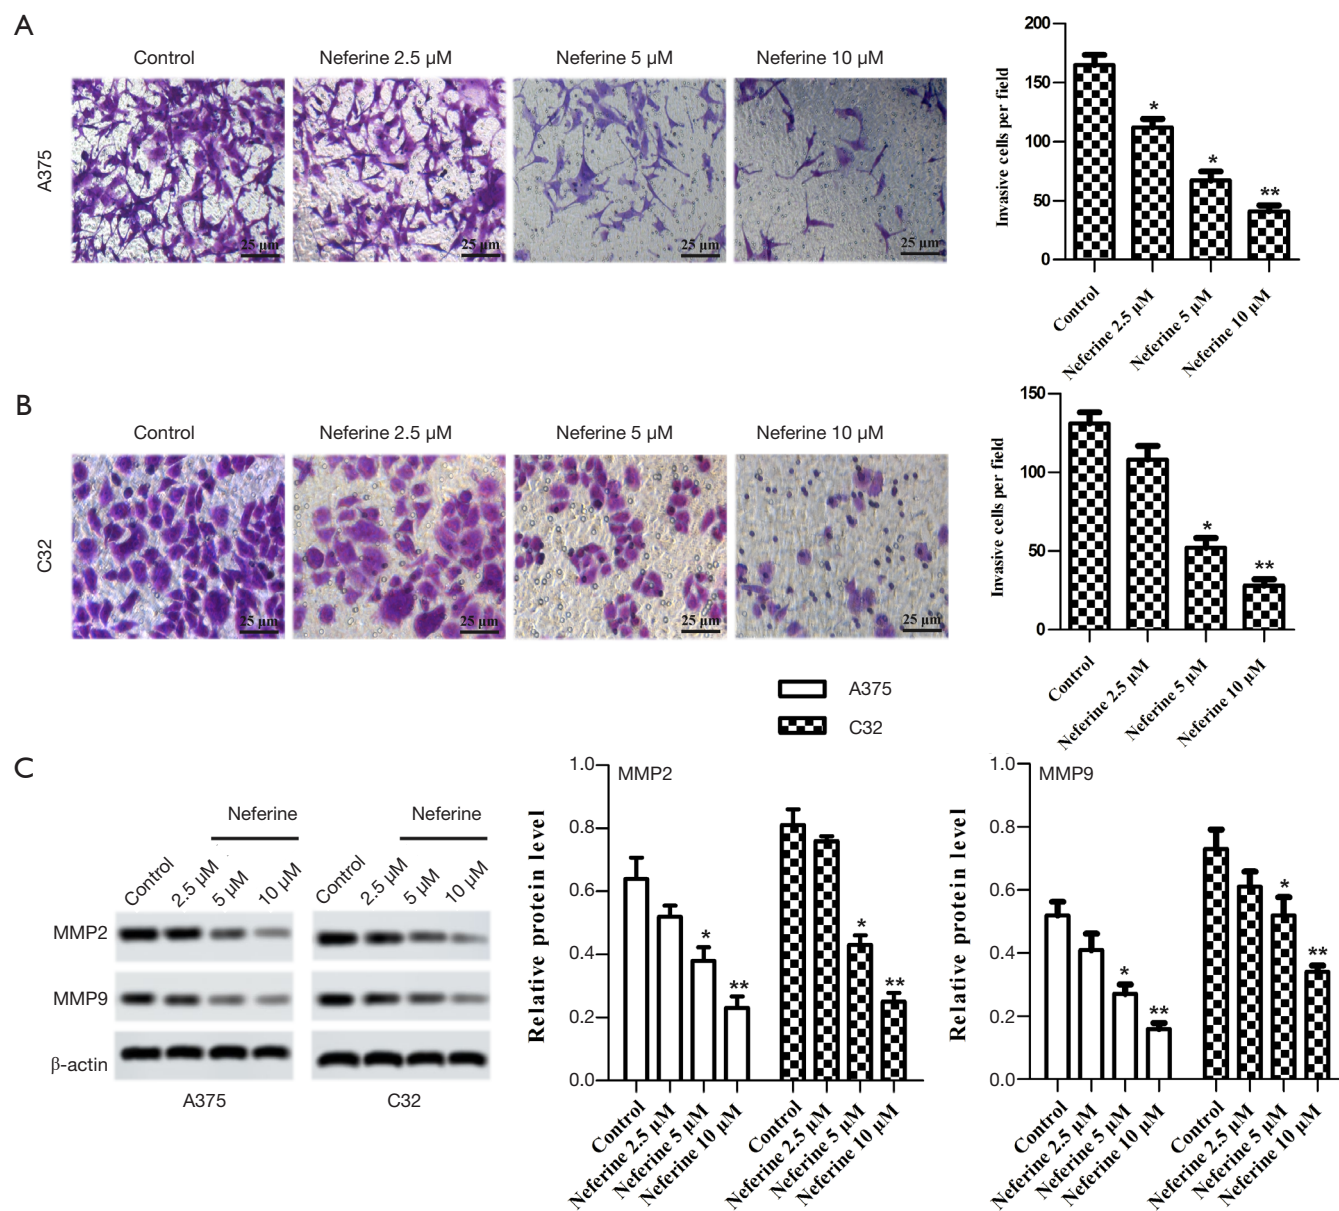 A
Control
Neferine 2.5 μM
Neferine 5 μM
Neferine 10 μM
A375
25 μm
25 μm
25 μm
25 μm
Invasive cells per field
200
150
100
50
0
*
*
**
Control
Neferine 2.5 μM
Neferine 5 μM
Neferine 10 μM
B
Control
Neferine 2.5 μM
Neferine 5 μM
Neferine 10 μM
C32
25 μm
25 μm
25 μm
25 μm
Invasive cells per field
150
100
50
0
*
**
Control
Neferine 2.5 μM
Neferine 5 μM
Neferine 10 μM
A375
C32
C
Neferine
Neferine
Control
2.5 μM
5 μM
10 μM
Control
2.5 μM
5 μM
10 μM
MMP2
MMP9
β-actin
A375
C32
MMP2
Relative protein level
1.0
0.8
0.6
0.4
0.2
0.0
*
**
*
**
Control
Neferine 2.5 μM
Neferine 5 μM
Neferine 10 μM
Control
Neferine 2.5 μM
Neferine 5 μM
Neferine 10 μM
MMP9
Relative protein level
1.0
0.8
0.6
0.4
0.2
0.0
*
**
*
**
Control
Neferine 2.5 μM
Neferine 5 μM
Neferine 10 μM
Control
Neferine 2.5 μM
Neferine 5 μM
Neferine 10 μM